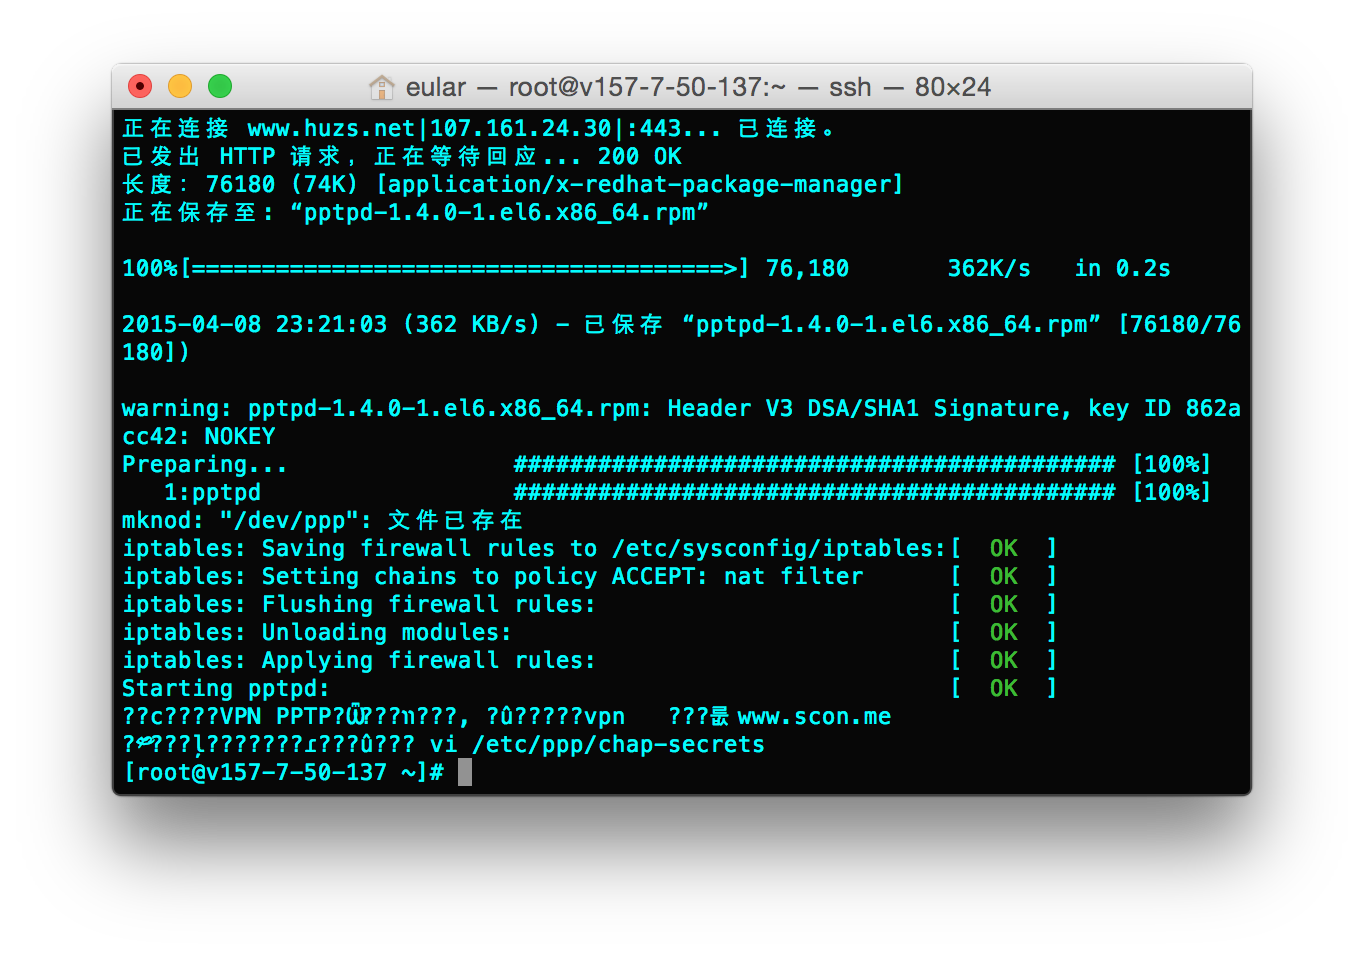 eular — root@v157-7-50-137:~ — ssh — 80×24
正在连接 www.huzs.net|107.161.24.30|:443... 已连接。
已发出 HTTP 请求，正在等待回应... 200 OK
长度：76180 (74K) [application/x-redhat-package-manager]
正在保存至: “pptpd-1.4.0-1.el6.x86_64.rpm”
100%[======================================>] 76,180 362K/s in 0.2s
2015-04-08 23:21:03 (362 KB/s) - 已保存 “pptpd-1.4.0-1.el6.x86_64.rpm” [76180/76
180])
warning: pptpd-1.4.0-1.el6.x86_64.rpm: Header V3 DSA/SHA1 Signature, key ID 862a
cc42: NOKEY
Preparing... ########################################### [100%]
1:pptpd ########################################### [100%]
mknod: "/dev/ppp": 文件已存在
iptables: Saving firewall rules to /etc/sysconfig/iptables:[ OK ]
iptables: Setting chains to policy ACCEPT: nat filter [ OK ]
iptables: Flushing firewall rules: [ OK ]
iptables: Unloading modules: [ OK ]
iptables: Applying firewall rules: [ OK ]
Starting pptpd: [ OK ]
??c????VPN PPTP? ???, ?û?????vpn ??? www.scon.me
vi /etc/ppp/chap-secrets
[root@v157-7-50-137 ~]#